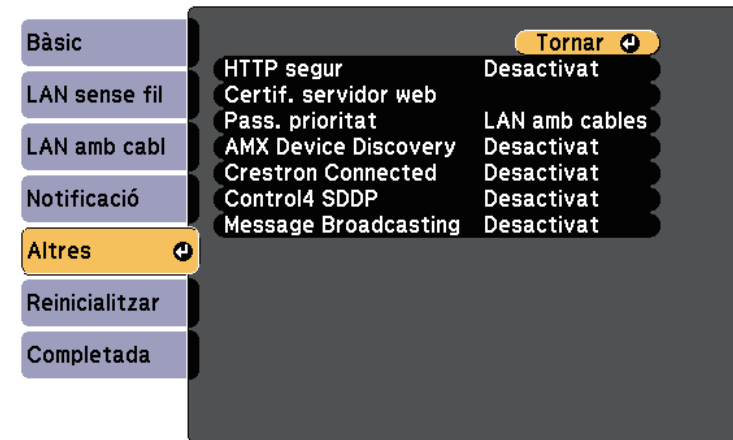 Bàsic
LAN sense fil
LAN amb cabl
Notificació
Altres
Reinicialitzar
Completada
Tornar
HTTP segur Desactivat
Certif. servidor web
Pass. prioritat LAN amb cables
AMX Device Discovery Desactivat
Crestron Connected Desactivat
Control4 SDDP Desactivat
Message Broadcasting Desactivat